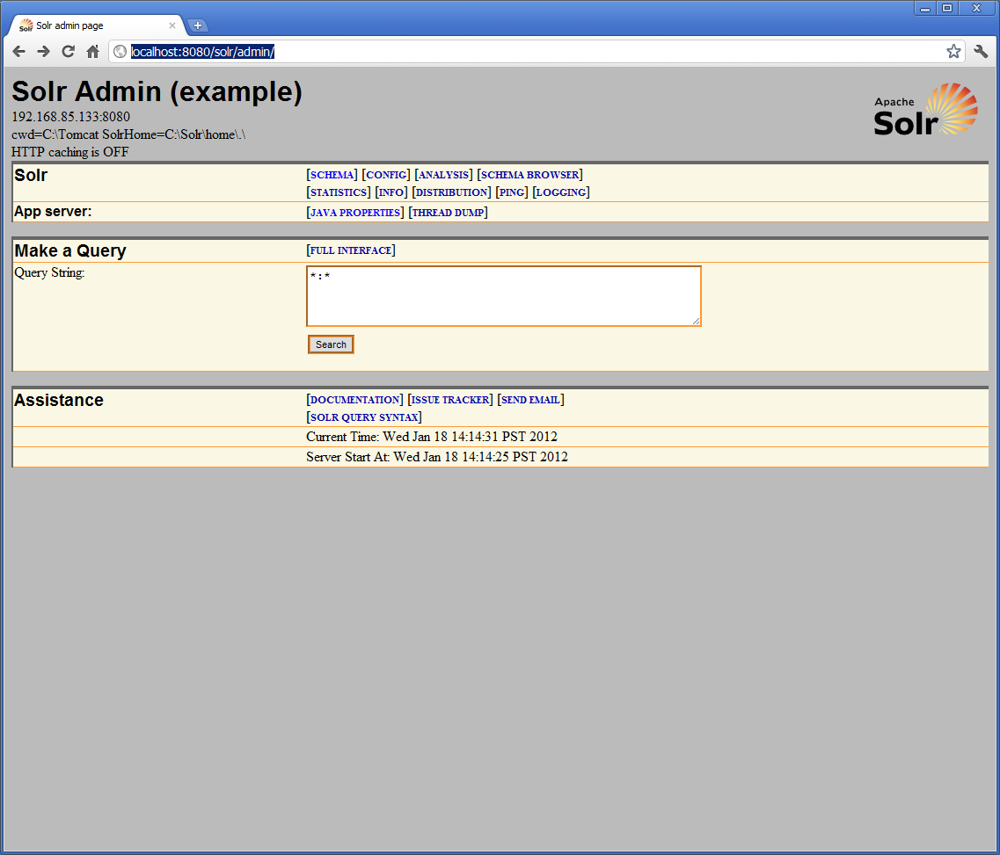 Solr admin page
localhost:8080/solr/admin/
Solr Admin (example)
192.168.85.133:8080
cwd=C:\Tomcat SolrHome=C:\Solr\home\.\
HTTP caching is OFF
Apache
Solr
Solr [SCHEMA] [CONFIG] [ANALYSIS] [SCHEMA BROWSER]
[STATISTICS] [INFO] [DISTRIBUTION] [PING] [LOGGING]
App server: [JAVA PROPERTIES] [THREAD DUMP]
Make a Query [FULL INTERFACE]
Query String: *:*
Search
Assistance [DOCUMENTATION] [ISSUE TRACKER] [SEND EMAIL]
[SOLR QUERY SYNTAX]
Current Time: Wed Jan 18 14:14:31 PST 2012
Server Start At: Wed Jan 18 14:14:25 PST 2012